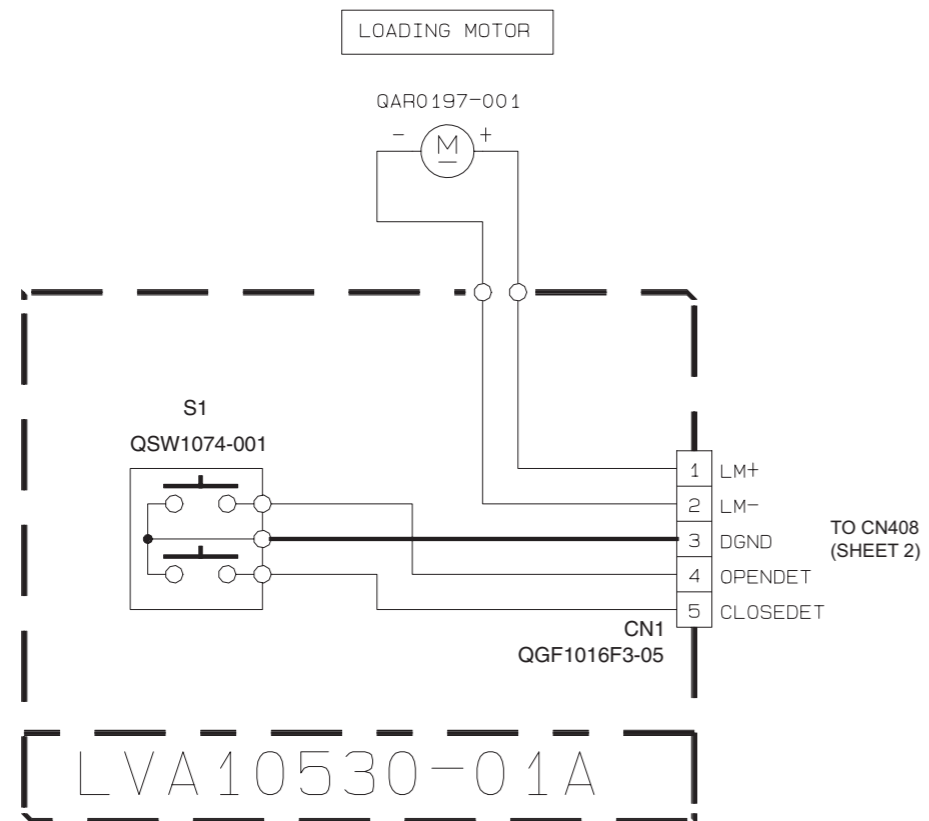 LOADING MOTOR
QAR0197-001
- M +
S1
QSW1074-001
1 LM+
2 LM-
3 DGND
4 OPENDET
5 CLOSEDET
TO CN408
(SHEET 2)
CN1
QGF1016F3-05
LVA10530-01A